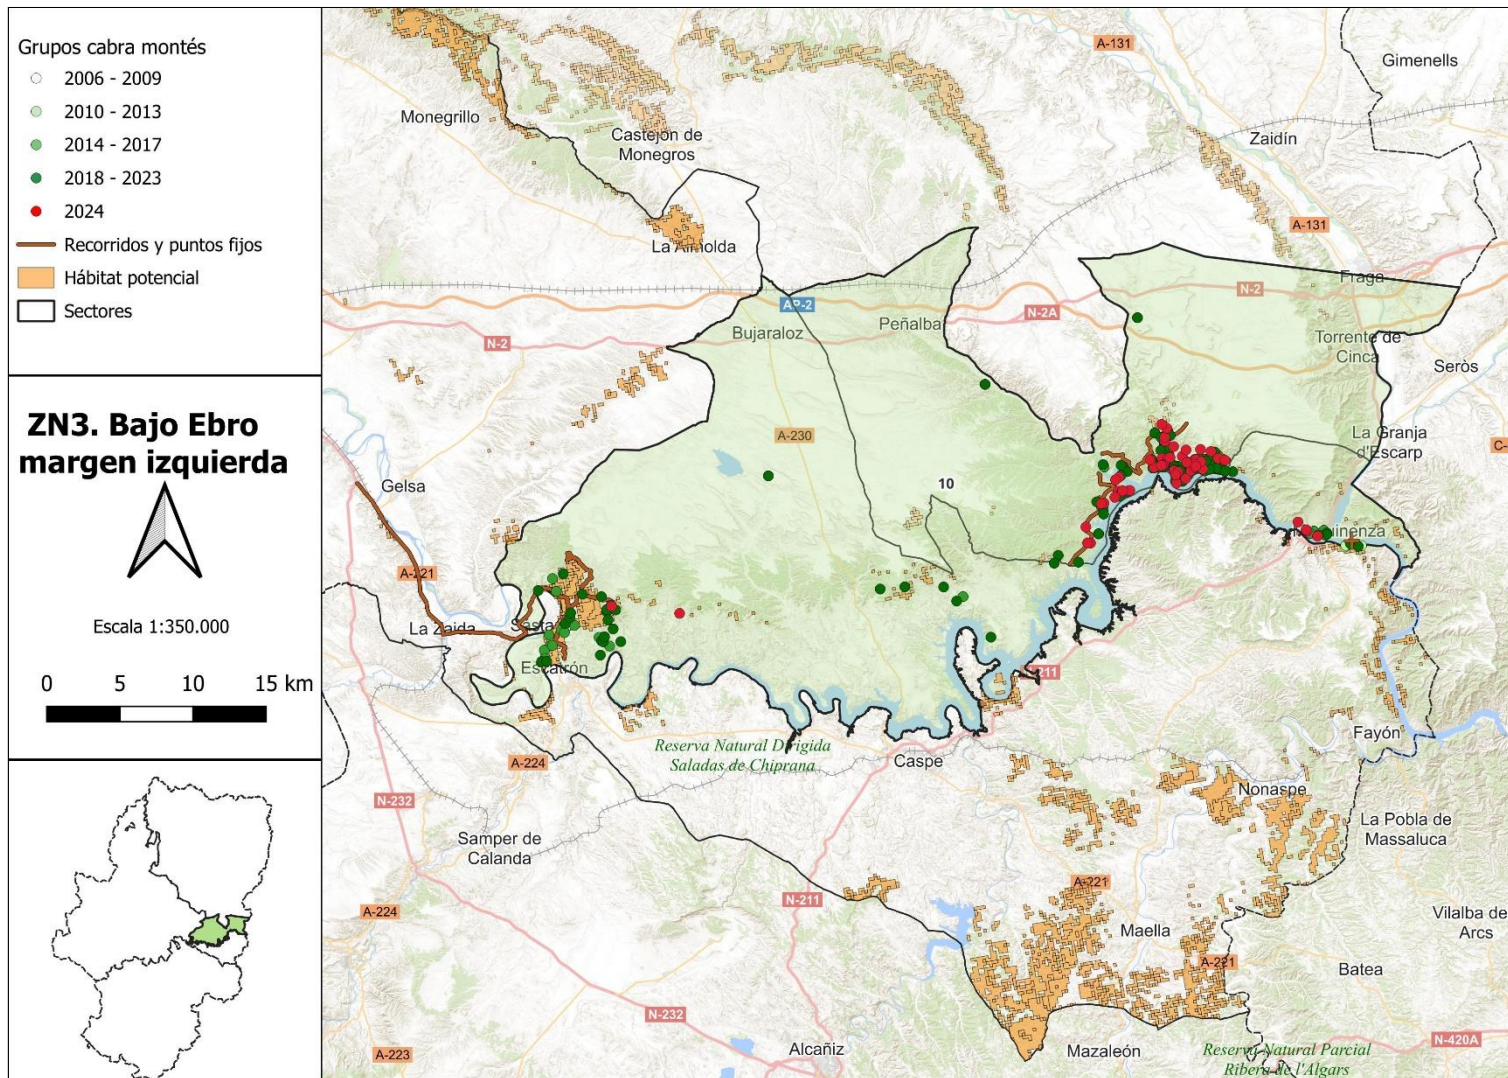 Grupos cabra montés
2006 - 2009
2010 - 2013
2014 - 2017
2018 - 2023
2024
Recorridos y puntos fijos
Hábitat potencial
Sectores
ZN3. Bajo Ebro
margen izquierda
Escala 1:350.000
0 5 10 15 km
A-131
Gimenells
Monegrillo
Castejón de
Monegros
Zaidín
A-131
La Almolda
Fraga
AP-2
N-2
N-2A
Bujaraloz
Peñalba
N-2
Torrente de
Cinca
Seròs
A-230
La Granja
d'Escarp
C-
Gelsa
10
A-221
La Zaida
Escatrón
N-211
Reserva Natural Dirigida
Saladas de Chiprana
Caspe
A-224
Fayón
N-232
Nonaspe
Samper de
Calanda
La Pobla de
Massaluca
A-221
N-211
A-224
Maella
Vilalba de
Arcs
A-221
Batea
N-232
A-223
Alcañiz
Mazaleón
N-420A
Reserva Natural Parcial
Ribera de l'Algars